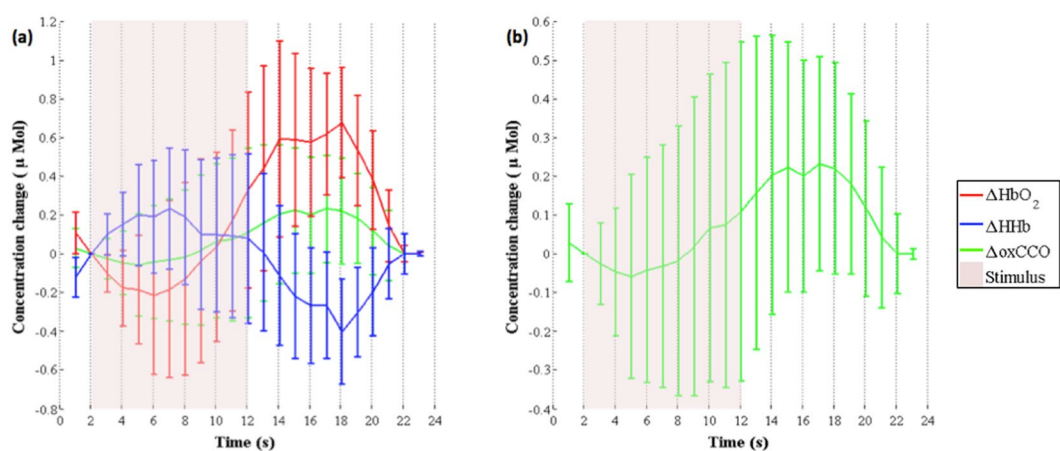 (a)
Concentration change ( μ Mol)
1.2
1
0.8
0.6
0.4
0.2
0
-0.2
-0.4
-0.6
-0.8
0 2 4 6 8 10 12 14 16 18 20 22 24
Time (s)
(b)
Concentration change ( μ Mol)
0.6
0.5
0.4
0.3
0.2
0.1
0
-0.1
-0.2
-0.3
-0.4
0 2 4 6 8 10 12 14 16 18 20 22 24
Time (s)
ΔHbO₂
ΔHHb
ΔoxCCO
Stimulus